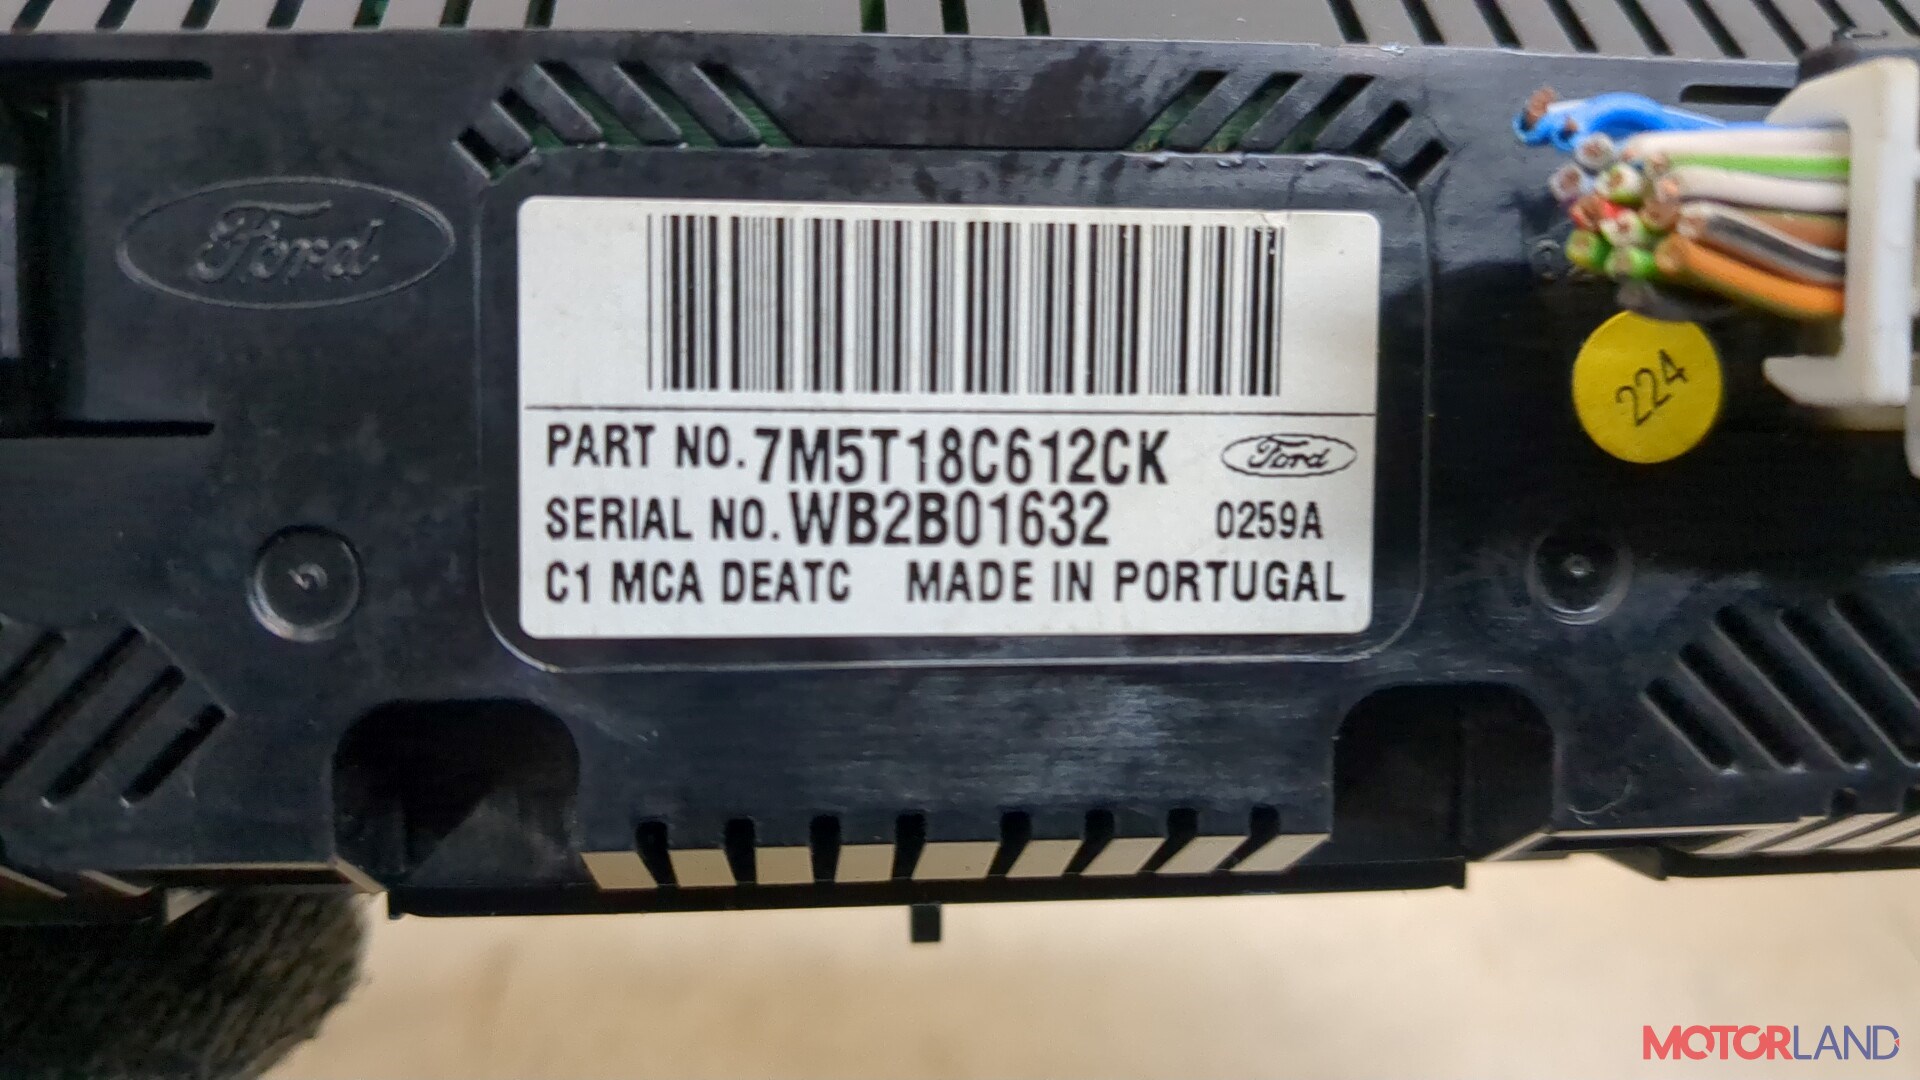 Ford
PART NO. 7M5T18C612CK Ford
SERIAL NO. WB2B01632 0259A
C1 MCA DEATC MADE IN PORTUGAL
224
MOTORLAND